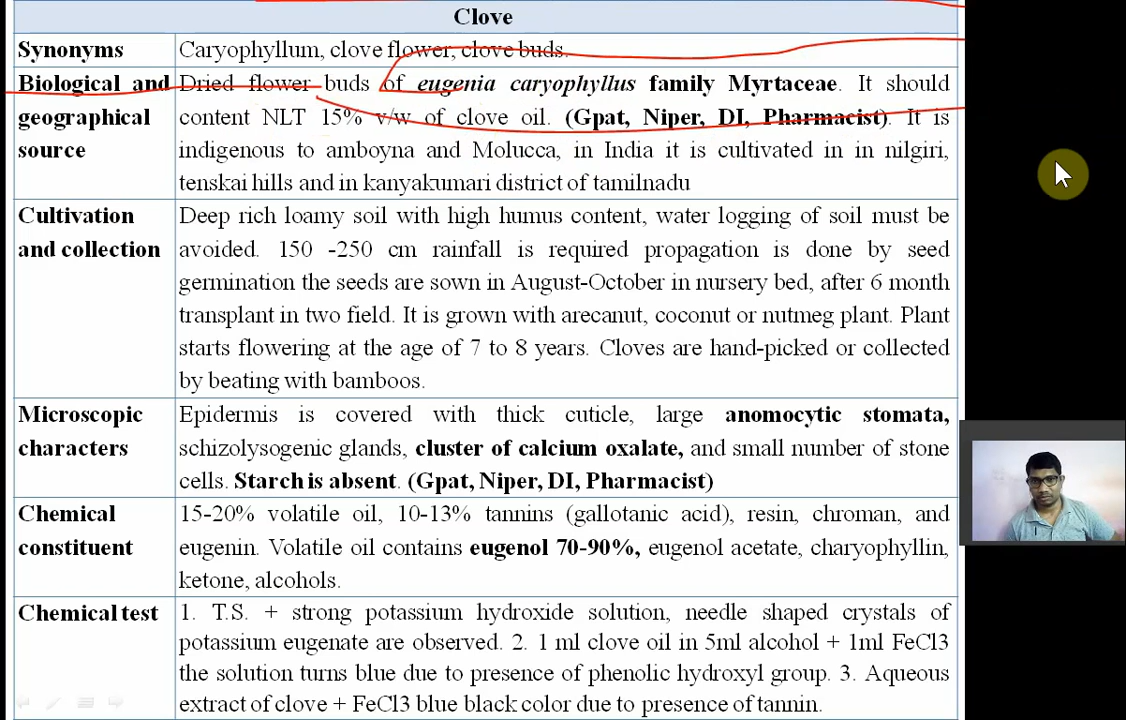 Clove
Synonyms
Caryophyllum, clove flower, clove buds.
Biological and
geographical
source
Dried flower buds of eugenia caryophyllus family Myrtaceae. It should
content NLT 15% v/w of clove oil. (Gpat, Niper, DI, Pharmacist). It is
indigenous to amboyna and Molucca, in India it is cultivated in in nilgiri,
tenskai hills and in kanyakumari district of tamilnadu
Cultivation
and collection
Deep rich loamy soil with high humus content, water logging of soil must be
avoided. 150 -250 cm rainfall is required propagation is done by seed
germination the seeds are sown in August-October in nursery bed, after 6 month
transplant in two field. It is grown with arecanut, coconut or nutmeg plant. Plant
starts flowering at the age of 7 to 8 years. Cloves are hand-picked or collected
by beating with bamboos.
Microscopic
characters
Epidermis is covered with thick cuticle, large anomocytic stomata,
schizolysogenic glands, cluster of calcium oxalate, and small number of stone
cells. Starch is absent. (Gpat, Niper, DI, Pharmacist)
Chemical
constituent
15-20% volatile oil, 10-13% tannins (gallotanic acid), resin, chroman, and
eugenin. Volatile oil contains eugenol 70-90%, eugenol acetate, charyophyllin,
ketone, alcohols.
Chemical test
1. T.S. + strong potassium hydroxide solution, needle shaped crystals of
potassium eugenate are observed. 2. 1 ml clove oil in 5ml alcohol + 1ml FeCl3
the solution turns blue due to presence of phenolic hydroxyl group. 3. Aqueous
extract of clove + FeCl3 blue black color due to presence of tannin.